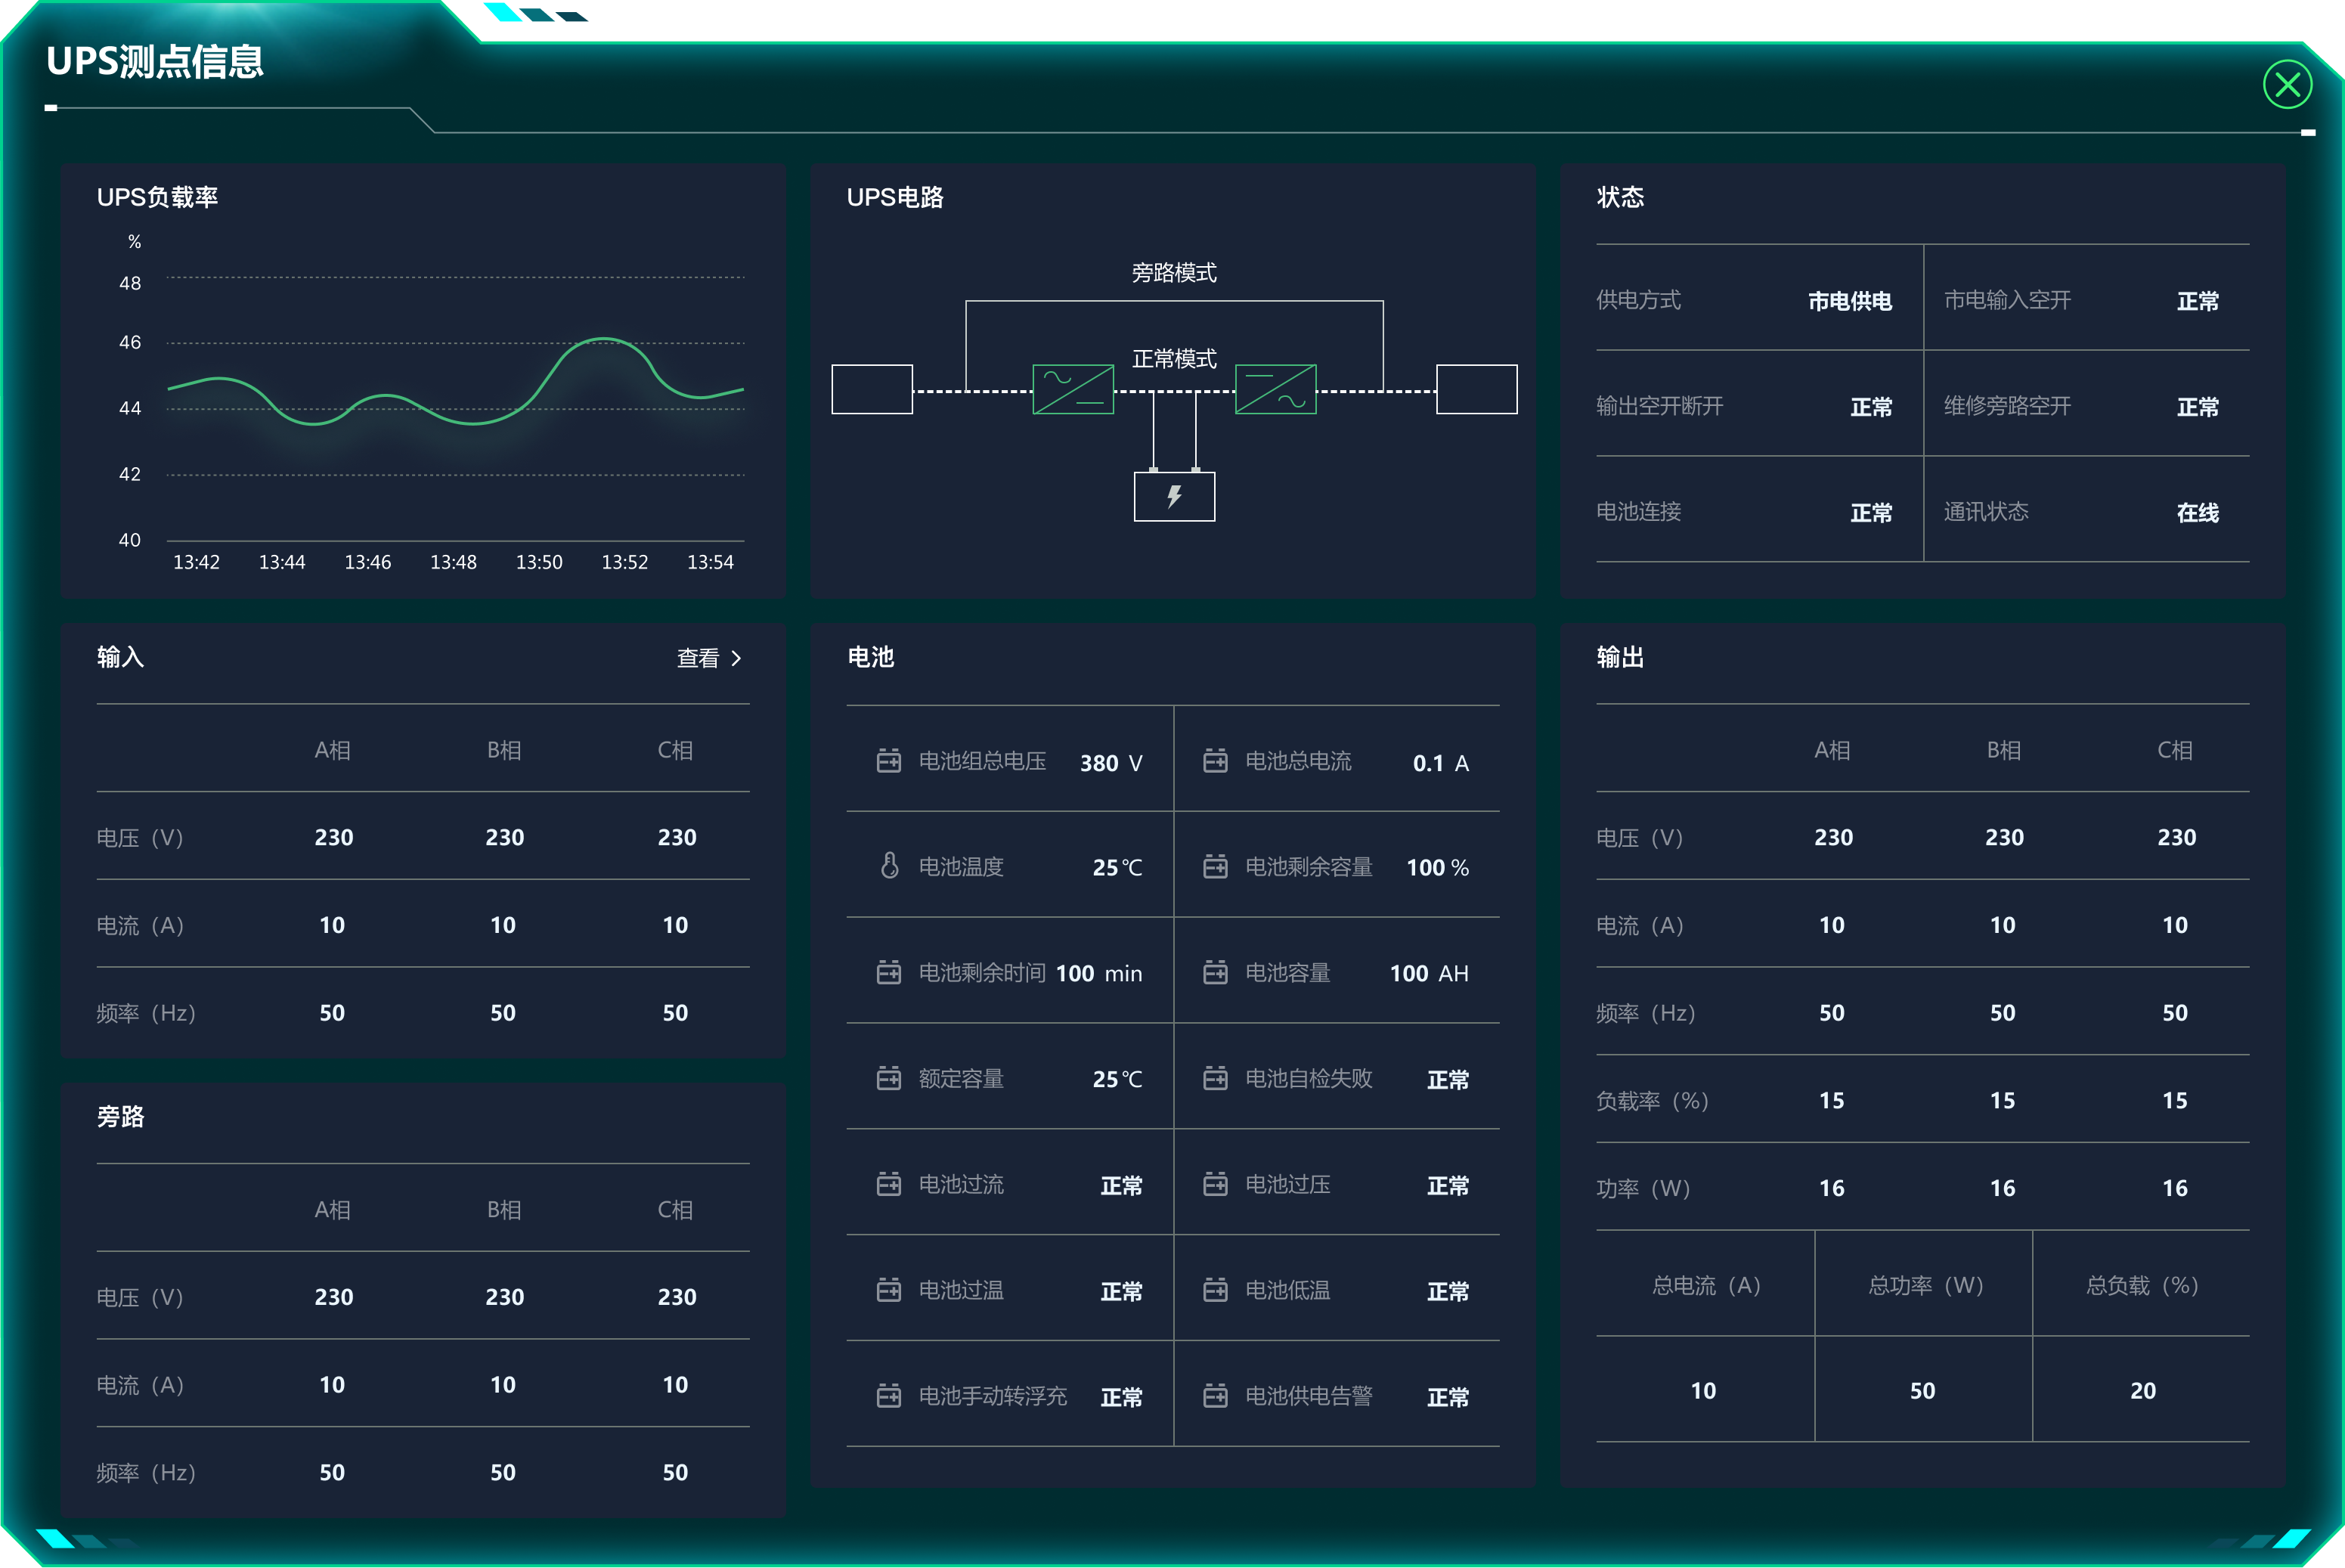 UPS测点信息
UPS负载率
%
48
46
44
42
40
13:42 13:44 13:46 13:48 13:50 13:52 13:54
UPS电路
旁路模式
正常模式
状态
供电方式 市电供电 市电输入空开 正常
输出空开断开 正常 维修旁路空开 正常
电池连接 正常 通讯状态 在线
输入 查看
A相 B相 C相
电压（V） 230 230 230
电流（A） 10 10 10
频率（Hz） 50 50 50
旁路
A相 B相 C相
电压（V） 230 230 230
电流（A） 10 10 10
频率（Hz） 50 50 50
电池
电池组总电压 380 V 电池总电流 0.1 A
电池温度 25℃ 电池剩余容量 100 %
电池剩余时间 100 min 电池容量 100 AH
额定容量 25℃ 电池自检失败 正常
电池过流 正常 电池过压 正常
电池过温 正常 电池低温 正常
电池手动转浮充 正常 电池供电告警 正常
输出
A相 B相 C相
电压（V） 230 230 230
电流（A） 10 10 10
频率（Hz） 50 50 50
负载率（%） 15 15 15
功率（W） 16 16 16
总电流（A） 总功率（W） 总负载（%）
10 50 20